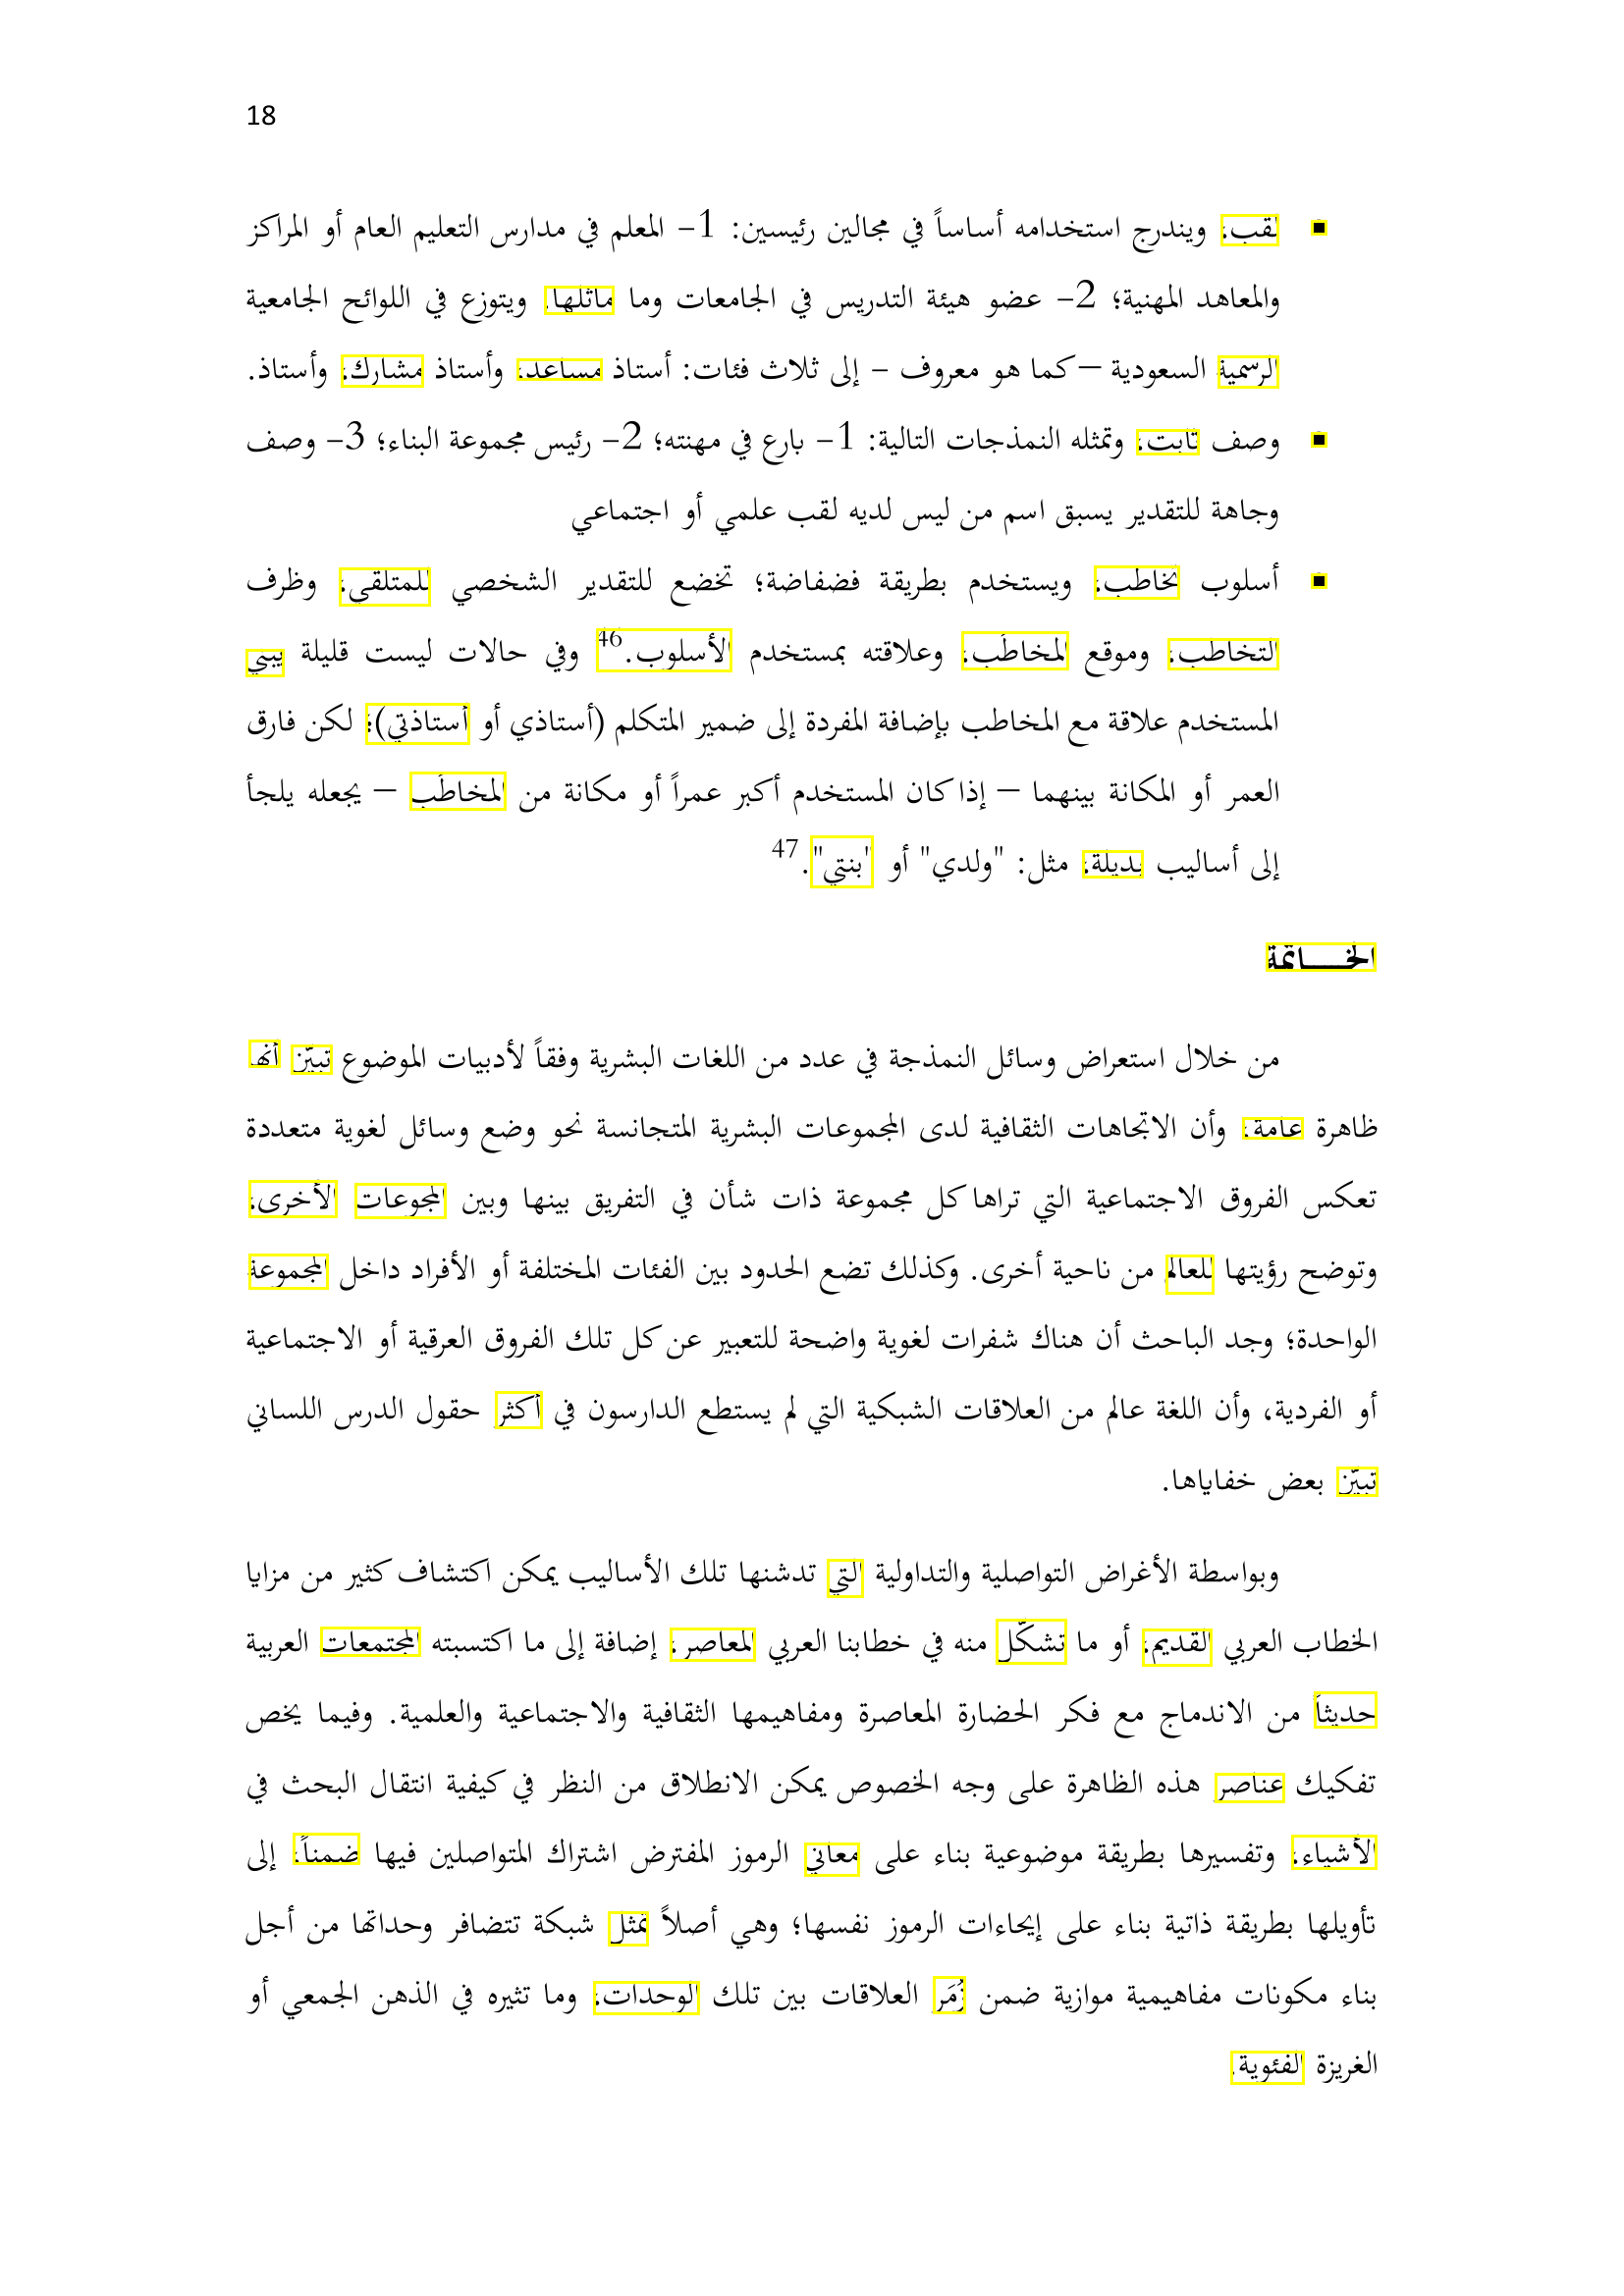 18
▪ لقب؛ ويندرج استخدامه أساساً في مجالين رئيسين: 1- المعلم في مدارس التعليم العام أو المراكز
والمعاهد المهنية؛ 2- عضو هيئة التدريس في الجامعات وما ماثلها. ويتوزع في اللوائح الجامعية
الرسمية السعودية – كما هو معروف - إلى ثلاث فئات: أستاذ مساعد، وأستاذ مشارك، وأستاذ.
▪ وصف ثابت؛ وتمثله النمذجات التالية: 1- بارع في مهنته؛ 2- رئيس مجموعة البناء؛ 3- وصف
وجاهة للتقدير يسبق اسم من ليس لديه لقب علمي أو اجتماعي
▪ أسلوب تخاطب؛ ويستخدم بطريقة فضفاضة؛ تخضع للتقدير الشخصي للمتلقي، وظرف
التخاطب، وموقع المخاطَب، وعلاقته بمستخدم الأسلوب.46 وفي حالات ليست قليلة يبني
المستخدم علاقة مع المخاطب بإضافة المفردة إلى ضمير المتكلم (أستاذي أو أستاذتي)؛ لكن فارق
العمر أو المكانة بينهما – إذا كان المستخدم أكبر عمراً أو مكانة من المخاطَب – يجعله يلجأ
إلى أساليب بديلة، مثل: "ولدي" أو "بنتي".47
الخـــاتمة
من خلال استعراض وسائل النمذجة في عدد من اللغات البشرية وفقاً لأدبيات الموضوع تبيّن أنها
ظاهرة عامة، وأن الاتجاهات الثقافية لدى المجموعات البشرية المتجانسة نحو وضع وسائل لغوية متعددة
تعكس الفروق الاجتماعية التي تراها كل مجموعة ذات شأن في التفريق بينها وبين المجوعات الأخرى،
وتوضح رؤيتها للعالم من ناحية أخرى. وكذلك تضع الحدود بين الفئات المختلفة أو الأفراد داخل المجموعة
الواحدة؛ وجد الباحث أن هناك شفرات لغوية واضحة للتعبير عن كل تلك الفروق العرقية أو الاجتماعية
أو الفردية، وأن اللغة عالم من العلاقات الشبكية التي لم يستطع الدارسون في أكثر حقول الدرس اللساني
تبيّن بعض خفاياها.
وبواسطة الأغراض التواصلية والتداولية التي تدشنها تلك الأساليب يمكن اكتشاف كثير من مزايا
الخطاب العربي القديم، أو ما تشكّل منه في خطابنا العربي المعاصر، إضافة إلى ما اكتسبته المجتمعات العربية
حديثاً من الاندماج مع فكر الحضارة المعاصرة ومفاهيمها الثقافية والاجتماعية والعلمية. وفيما يخص
تفكيك عناصر هذه الظاهرة على وجه الخصوص يمكن الانطلاق من النظر في كيفية انتقال البحث في
الأشياء، وتفسيرها بطريقة موضوعية بناء على معاني الرموز المفترض اشتراك المتواصلين فيها ضمناً، إلى
تأويلها بطريقة ذاتية بناء على إيحاءات الرموز نفسها؛ وهي أصلاً تمثل شبكة تتضافر وحداتها من أجل
بناء مكونات مفاهيمية موازية ضمن زُمَر العلاقات بين تلك الوحدات، وما تثيره في الذهن الجمعي أو
الغريزة الفئوية.